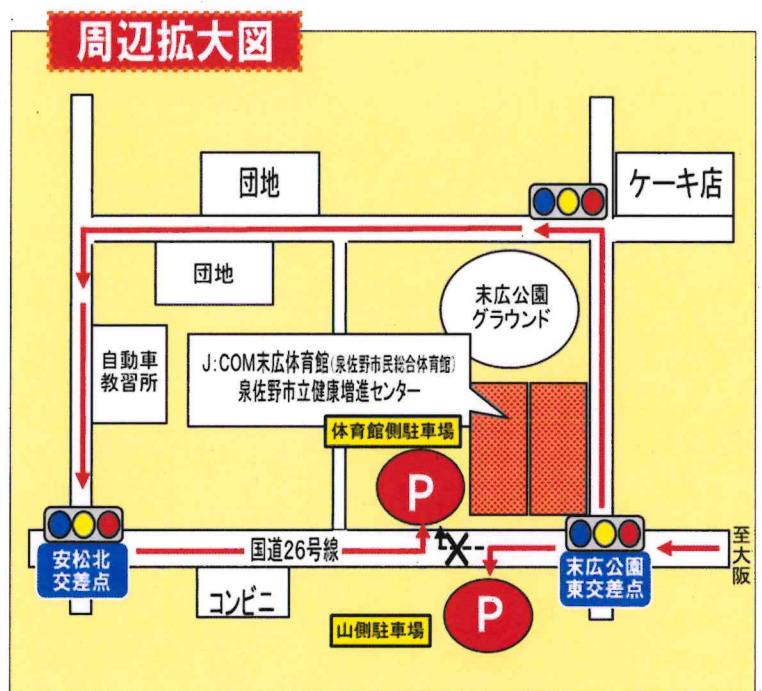 周辺拡大図
団地
ケーキ店
団地
末広公園
グラウンド
自動車
教習所
J:COM末広体育館(泉佐野市民総合体育館)
泉佐野市立健康増進センター
体育館側駐車場
P
安松北
交差点
国道26号線
末広公園
東交差点
至大阪
コンビニ
山側駐車場
P